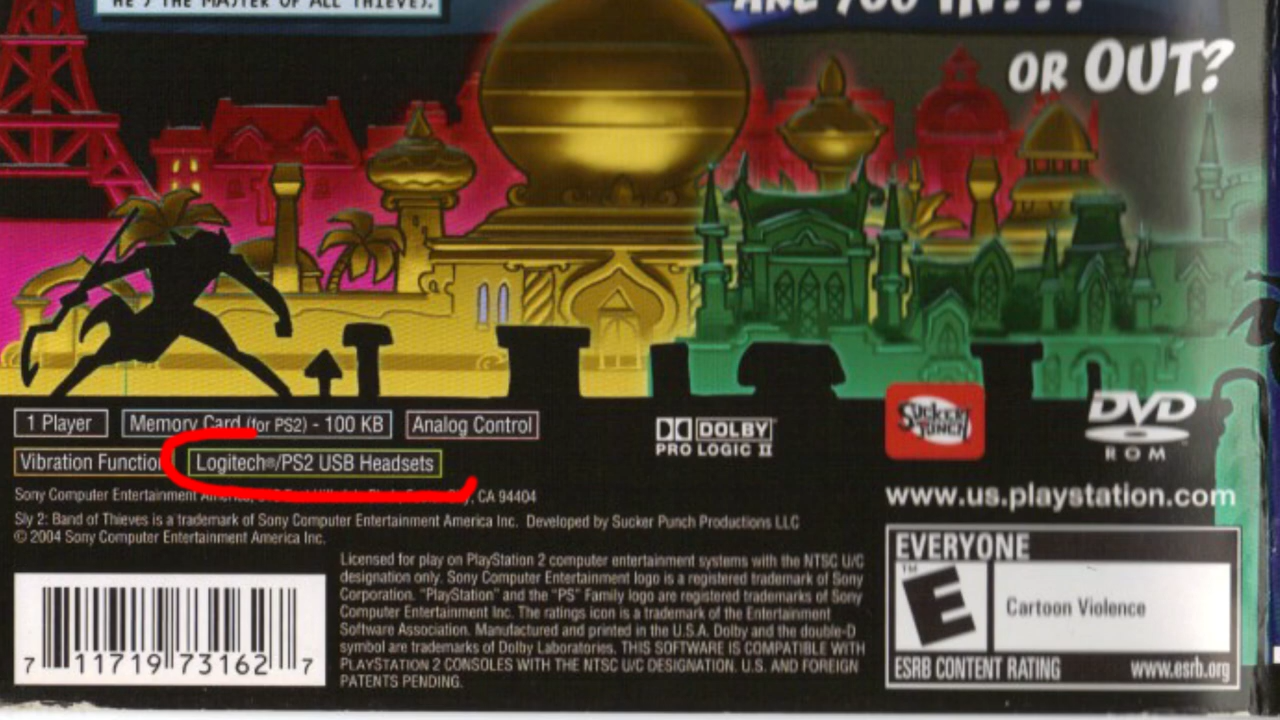 HE'S THE MASTER OF ALL THIEVES.
ARE YOU IN...
OR OUT?
1 Player
Memory Card (for PS2) - 100 KB
Analog Control
Vibration Function
Logitech®/PS2 USB Headsets
Sony Computer Entertainment America, CA 94404
Sly 2: Band of Thieves is a trademark of Sony Computer Entertainment America Inc. Developed by Sucker Punch Productions LLC
© 2004 Sony Computer Entertainment America Inc.
7 11719 73162 7
Licensed for play on PlayStation 2 computer entertainment systems with the NTSC U/C
designation only. Sony Computer Entertainment logo is a registered trademark of Sony
Corporation. "PlayStation" and the "PS" Family logo are registered trademarks of Sony
Computer Entertainment Inc. The ratings icon is a trademark of the Entertainment
Software Association. Manufactured and printed in the U.S.A. Dolby and the double-D
symbol are trademarks of Dolby Laboratories. THIS SOFTWARE IS COMPATIBLE WITH
PLAYSTATION 2 CONSOLES WITH THE NTSC U/C DESIGNATION. U.S. AND FOREIGN
PATENTS PENDING.
DOLBY
PRO LOGIC II
SUCKER PUNCH
DVD
ROM
www.us.playstation.com
EVERYONE
E
TM
Cartoon Violence
ESRB CONTENT RATING www.esrb.org